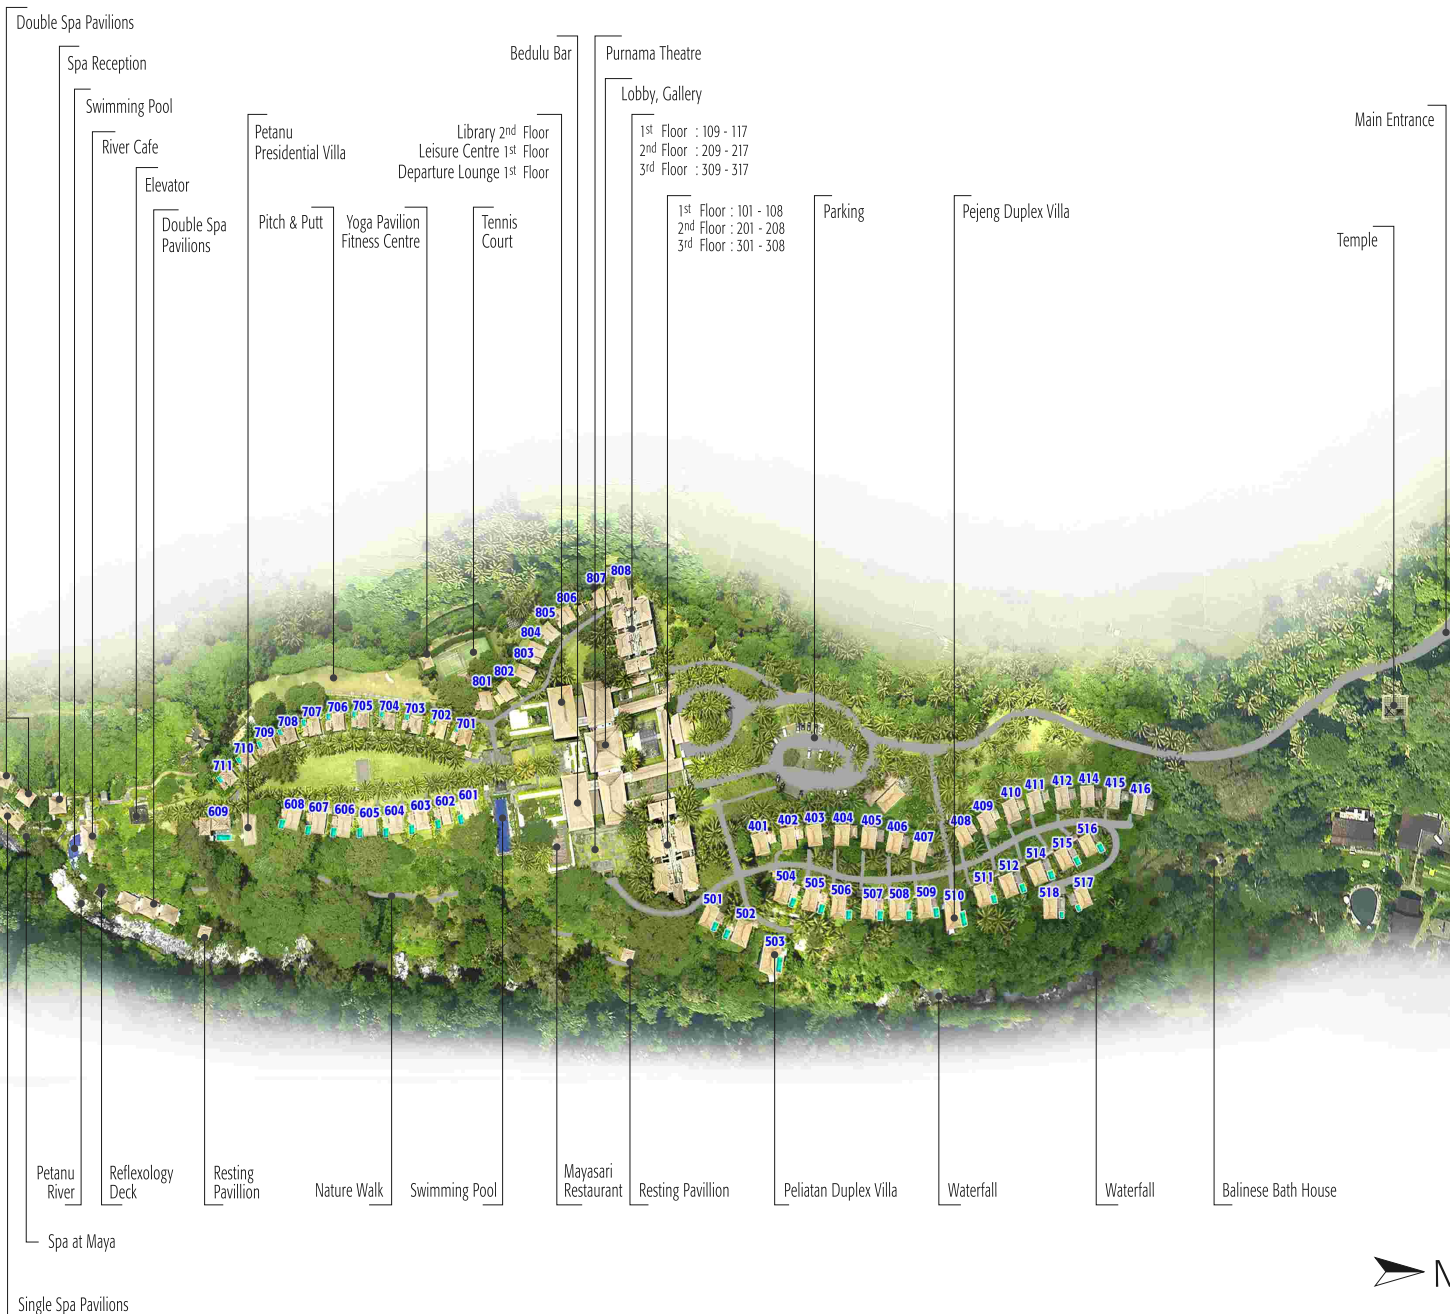 Double Spa Pavilions
Spa Reception
Swimming Pool
River Cafe
Elevator
Double Spa
Pavilions
Petanu
Presidential Villa
Pitch & Putt
Yoga Pavilion
Fitness Centre
Library 2nd Floor
Leisure Centre 1st Floor
Departure Lounge 1st Floor
Tennis
Court
Bedulu Bar
Purnama Theatre
Lobby, Gallery
1st Floor : 109 - 117
2nd Floor : 209 - 217
3rd Floor : 309 - 317
1st Floor : 101 - 108
2nd Floor : 201 - 208
3rd Floor : 301 - 308
Parking
Pejeng Duplex Villa
Main Entrance
Temple
808
807
806
805
804
803
802
801
701
702
703
704
705
706
707
708
709
710
711
609
608
607
606
605
604
603
602
601
401
402
403
404
405
406
407
408
409
410
411
412
414
415
416
501
502
503
504
505
506
507
508
509
510
511
512
514
515
516
517
518
Petanu
River
Reflexology
Deck
Resting
Pavillion
Nature Walk
Swimming Pool
Mayasari
Restaurant
Resting Pavillion
Peliatan Duplex Villa
Waterfall
Waterfall
Balinese Bath House
Spa at Maya
Single Spa Pavilions
N